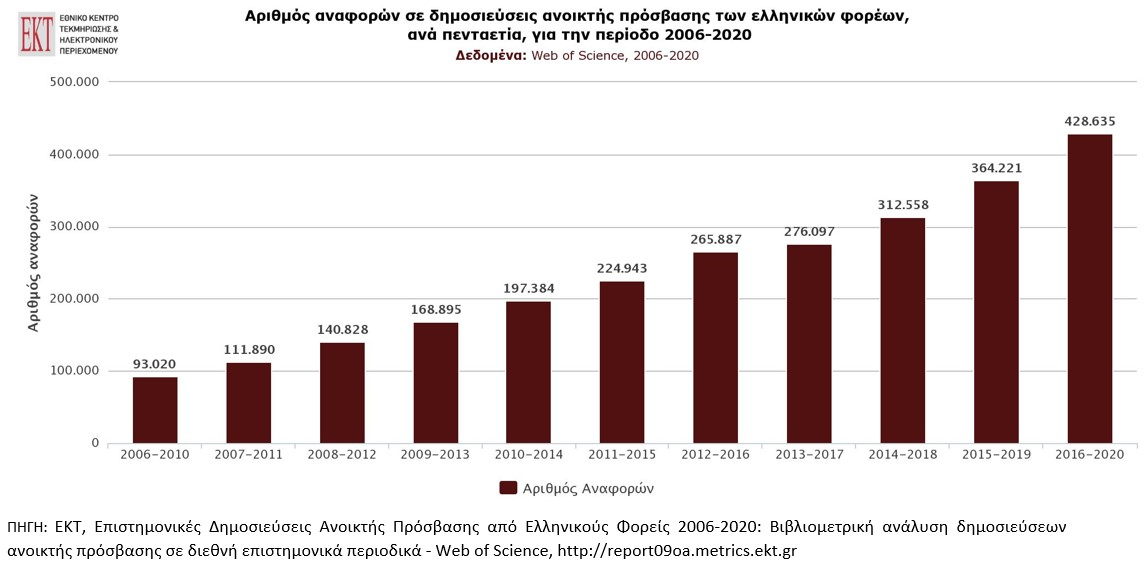 ΕΚΤ
ΕΘΝΙΚΟ ΚΕΝΤΡΟ
ΤΕΚΜΗΡΙΩΣΗΣ &
ΗΛΕΚΤΡΟΝΙΚΟΥ
ΠΕΡΙΕΧΟΜΕΝΟΥ
Αριθμός αναφορών σε δημοσιεύσεις ανοικτής πρόσβασης των ελληνικών φορέων,
ανά πενταετία, για την περίοδο 2006-2020
Δεδομένα: Web of Science, 2006-2020
Αριθμός αναφορών
500.000
400.000
300.000
200.000
100.000
0
93.020
111.890
140.828
168.895
197.384
224.943
265.887
276.097
312.558
364.221
428.635
2006-2010
2007-2011
2008-2012
2009-2013
2010-2014
2011-2015
2012-2016
2013-2017
2014-2018
2015-2019
2016-2020
Αριθμός Αναφορών
ΠΗΓΗ: ΕΚΤ, Επιστημονικές Δημοσιεύσεις Ανοικτής Πρόσβασης από Ελληνικούς Φορείς 2006-2020: Βιβλιομετρική ανάλυση δημοσιεύσεων
ανοικτής πρόσβασης σε διεθνή επιστημονικά περιοδικά - Web of Science, http://report09oa.metrics.ekt.gr